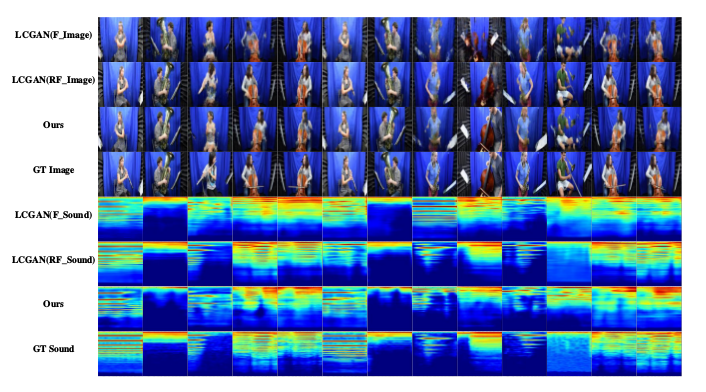 LCGAN(F_Image)
LCGAN(RF_Image)
Ours
GT Image
LCGAN(F_Sound)
LCGAN(RF_Sound)
Ours
GT Sound